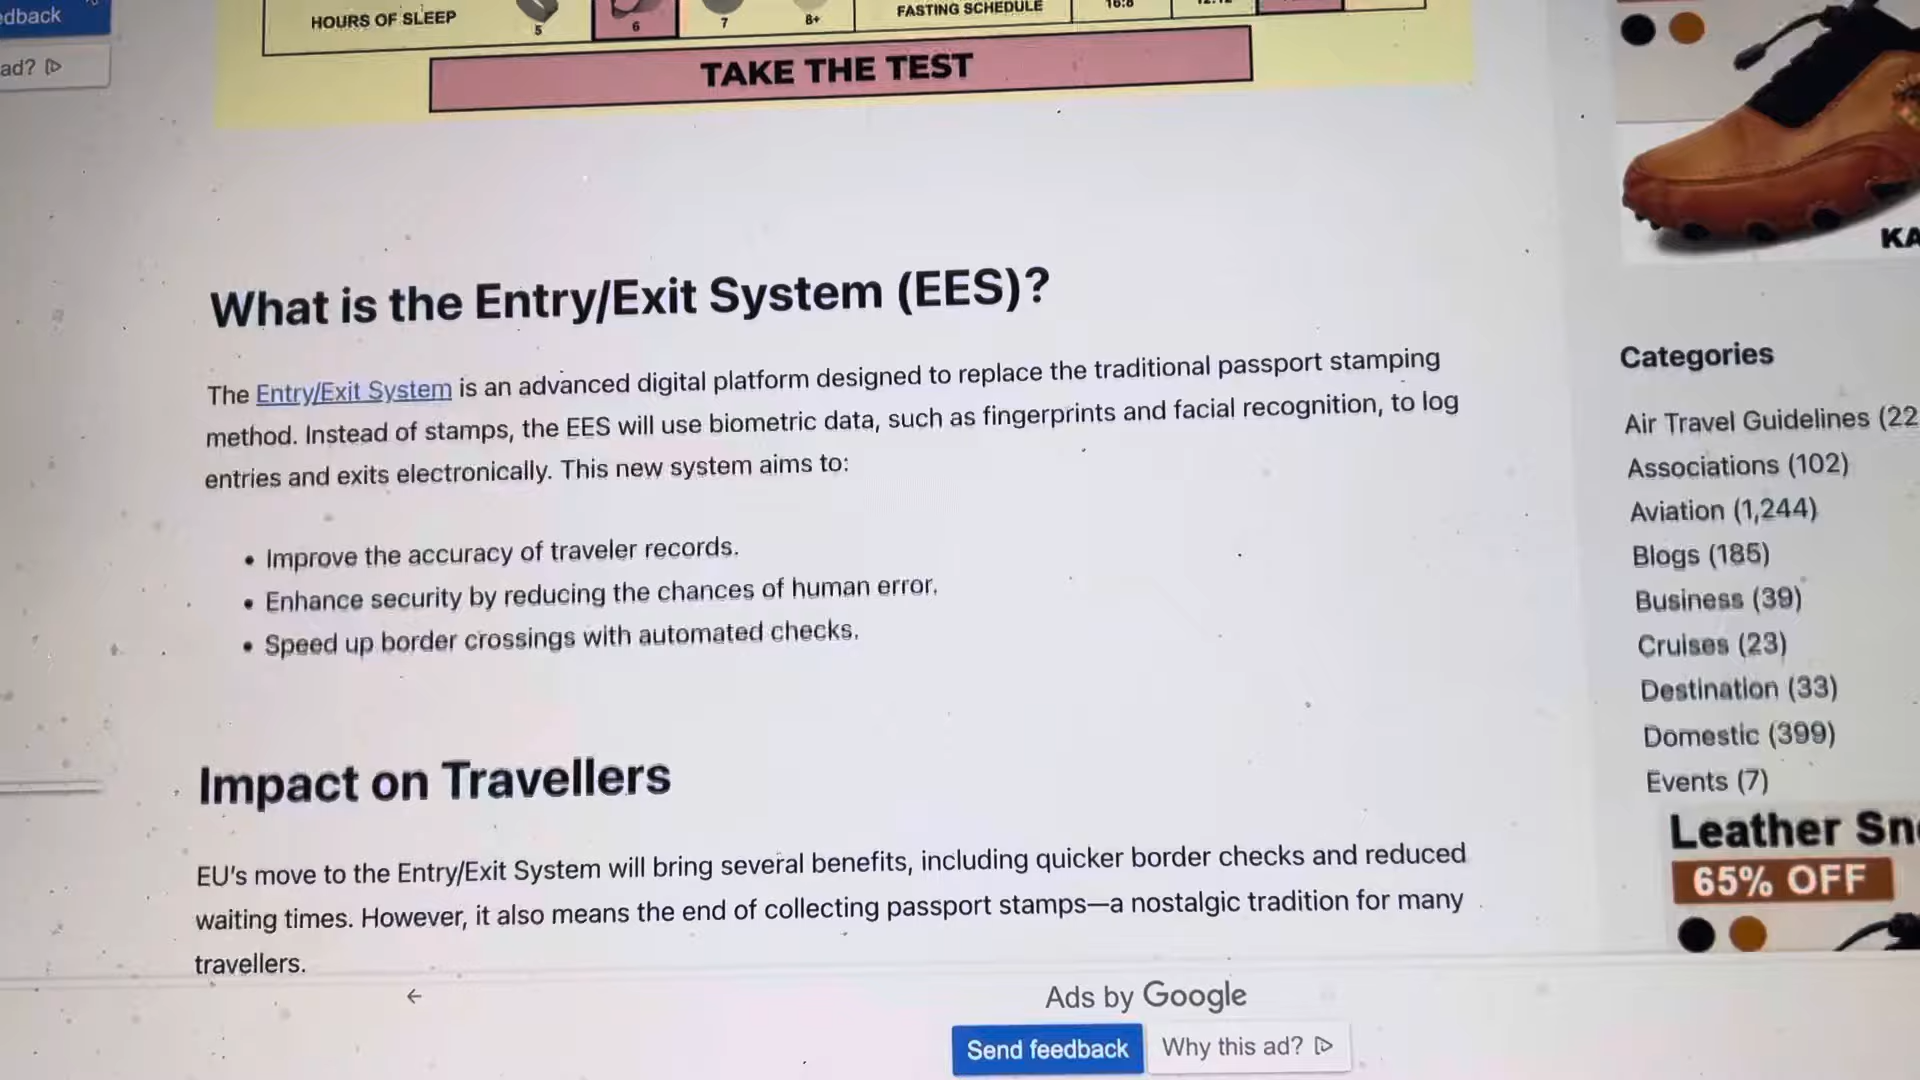 edback
ad?
HOURS OF SLEEP
5
6
7
8+
FASTING SCHEDULE
16:8
TAKE THE TEST
KA
What is the Entry/Exit System (EES)?
The Entry/Exit System is an advanced digital platform designed to replace the traditional passport stamping
method. Instead of stamps, the EES will use biometric data, such as fingerprints and facial recognition, to log
entries and exits electronically. This new system aims to:
• Improve the accuracy of traveler records.
• Enhance security by reducing the chances of human error.
• Speed up border crossings with automated checks.
Impact on Travellers
EU's move to the Entry/Exit System will bring several benefits, including quicker border checks and reduced
waiting times. However, it also means the end of collecting passport stamps—a nostalgic tradition for many
travellers.
Categories
Air Travel Guidelines (22
Associations (102)
Aviation (1,244)
Blogs (185)
Business (39)
Cruises (23)
Destination (33)
Domestic (399)
Events (7)
Leather Sn
65% OFF
Ads by Google
Send feedback
Why this ad?